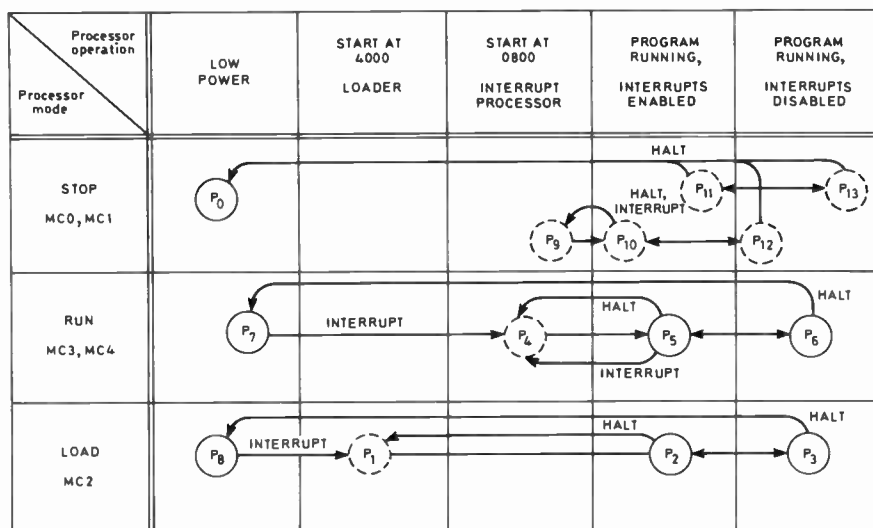 Processor operation
Processor mode
LOW POWER
START AT 4000 LOADER
START AT 0800 INTERRUPT PROCESSOR
PROGRAM RUNNING, INTERRUPTS ENABLED
PROGRAM RUNNING, INTERRUPTS DISABLED
STOP
MC0, MC1
HALT
P0
P11
P13
HALT, INTERRUPT
P9
P10
P12
RUN
MC3, MC4
HALT
HALT
P7
INTERRUPT
P4
P5
P6
INTERRUPT
LOAD
MC2
HALT
HALT
P8
INTERRUPT
P1
P2
P3